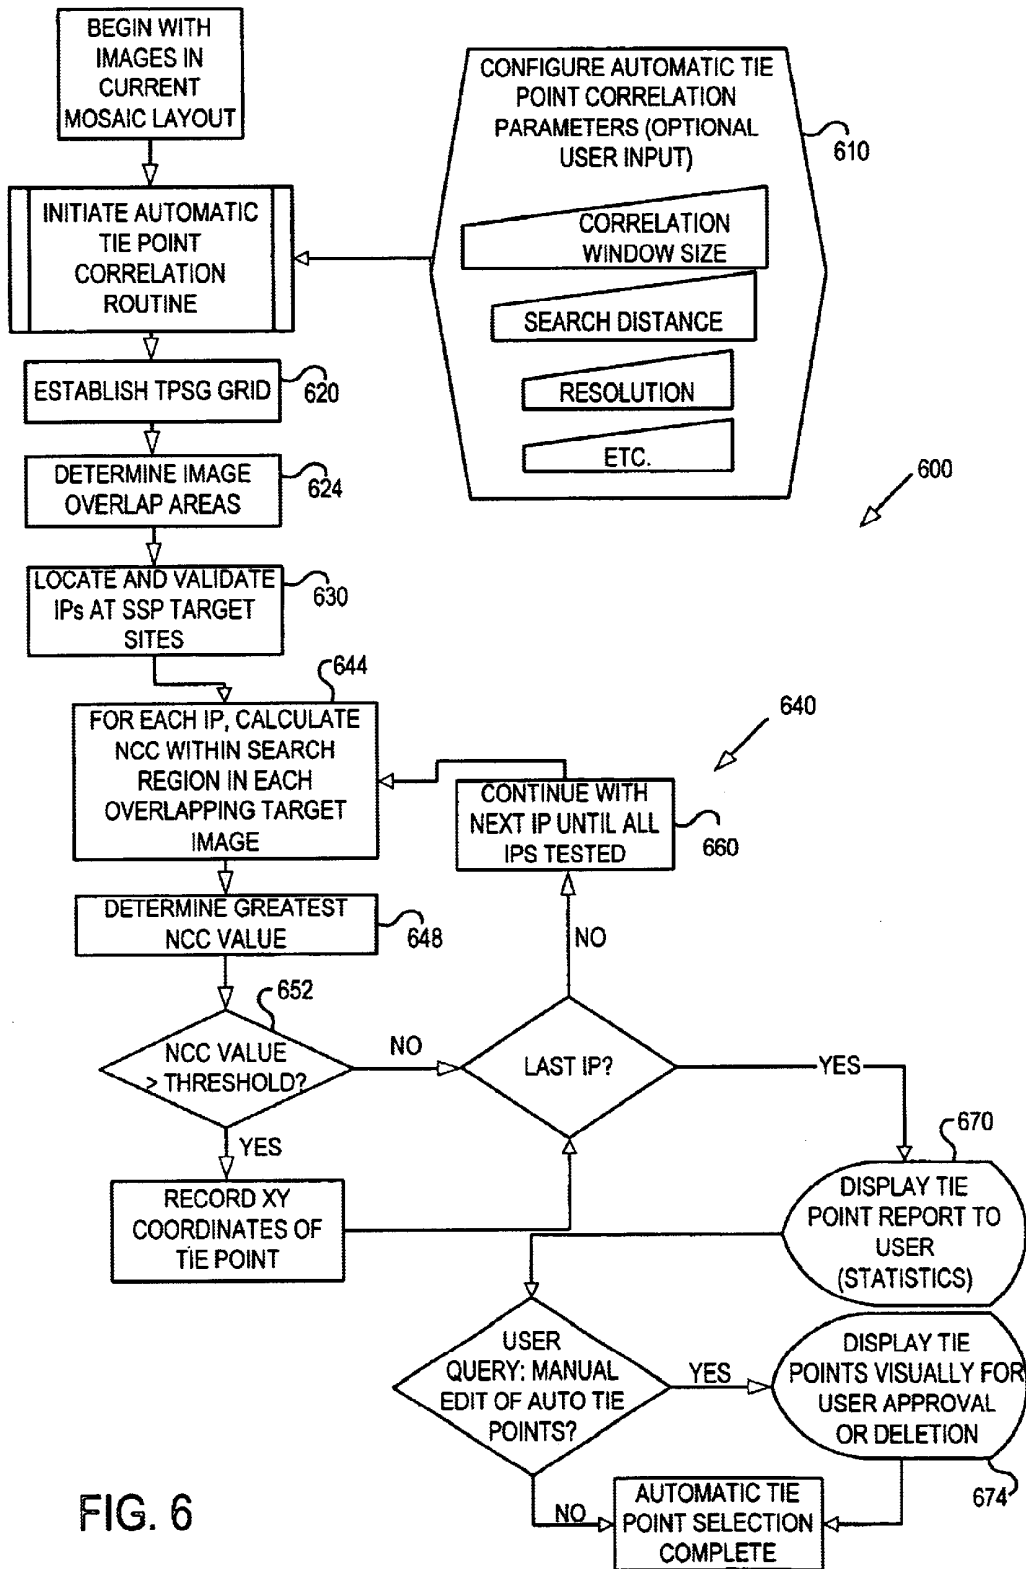 BEGIN WITH
IMAGES IN
CURRENT
MOSAIC LAYOUT
CONFIGURE AUTOMATIC TIE
POINT CORRELATION
PARAMETERS (OPTIONAL
USER INPUT)
610
CORRELATION
WINDOW SIZE
SEARCH DISTANCE
RESOLUTION
ETC.
INITIATE AUTOMATIC
TIE POINT
CORRELATION
ROUTINE
ESTABLISH TPSG GRID
620
DETERMINE IMAGE
OVERLAP AREAS
624
600
LOCATE AND VALIDATE
IPs AT SSP TARGET
SITES
630
644
FOR EACH IP, CALCULATE
NCC WITHIN SEARCH
REGION IN EACH
OVERLAPPING TARGET
IMAGE
640
CONTINUE WITH
NEXT IP UNTIL ALL
IPS TESTED
660
DETERMINE GREATEST
NCC VALUE
648
NO
652
NCC VALUE
> THRESHOLD?
NO
LAST IP?
YES
YES
670
RECORD XY
COORDINATES OF
TIE POINT
DISPLAY TIE
POINT REPORT TO
USER
(STATISTICS)
USER
QUERY: MANUAL
EDIT OF AUTO TIE
POINTS?
YES
DISPLAY TIE
POINTS VISUALLY FOR
USER APPROVAL
OR DELETION
674
NO
AUTOMATIC TIE
POINT SELECTION
COMPLETE
FIG. 6